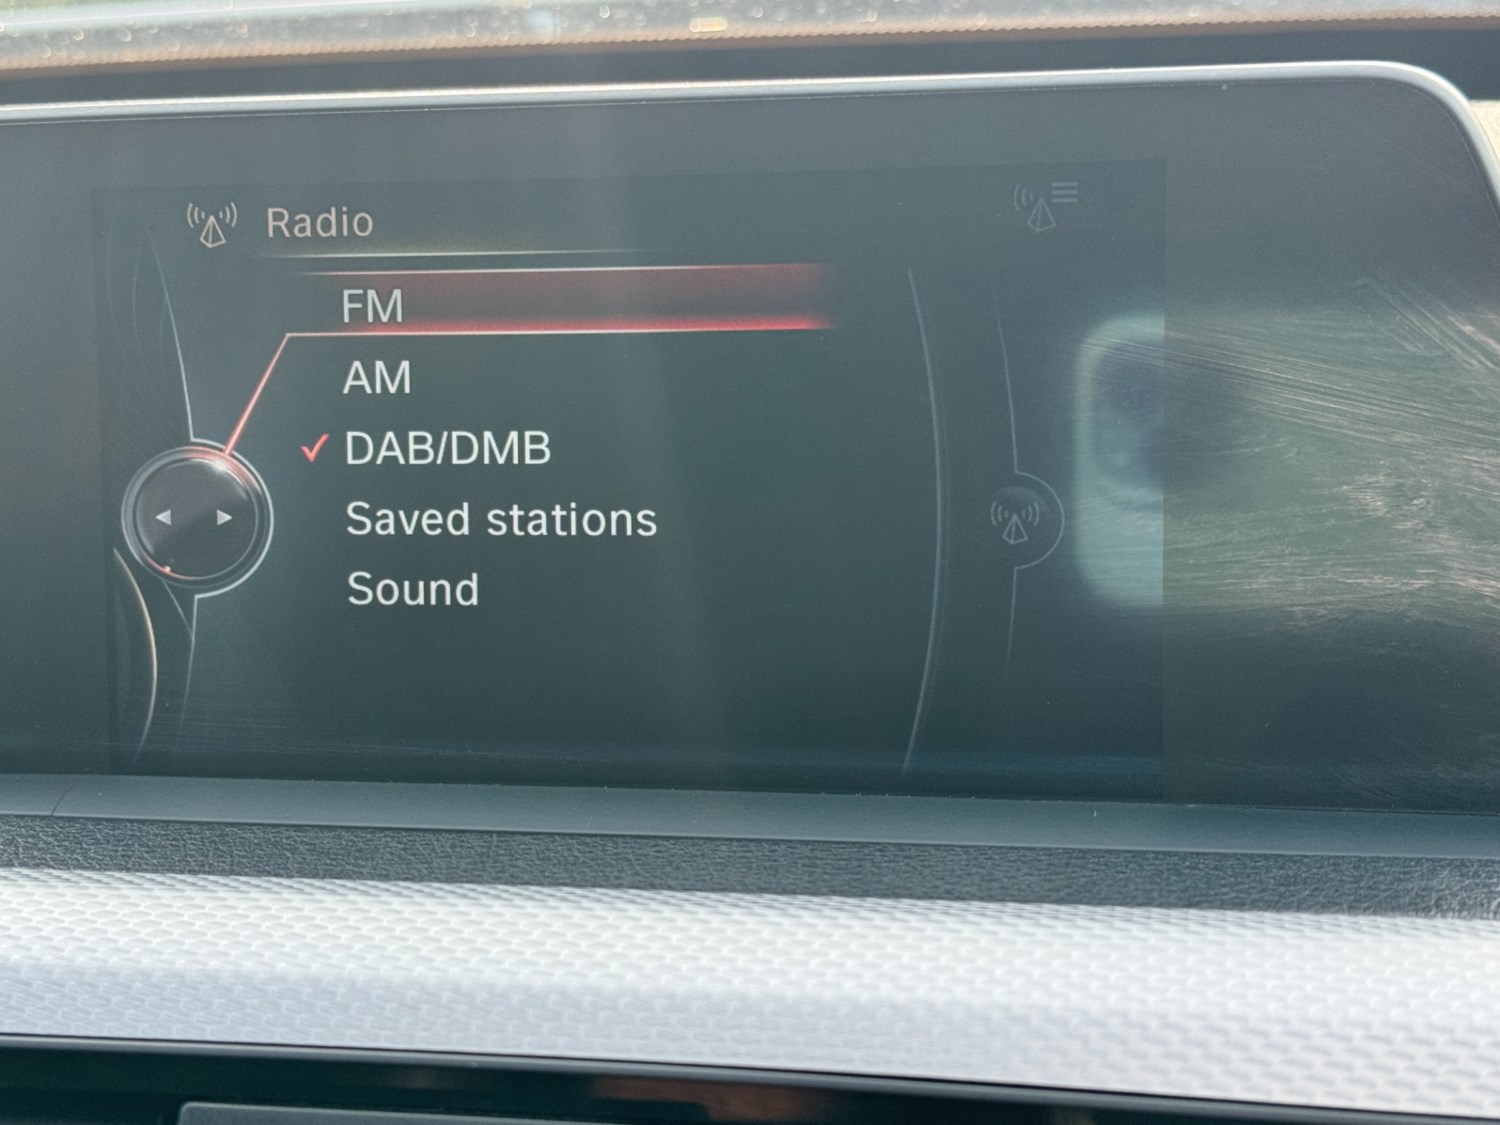 Radio
FM
AM
DAB/DMB
Saved stations
Sound